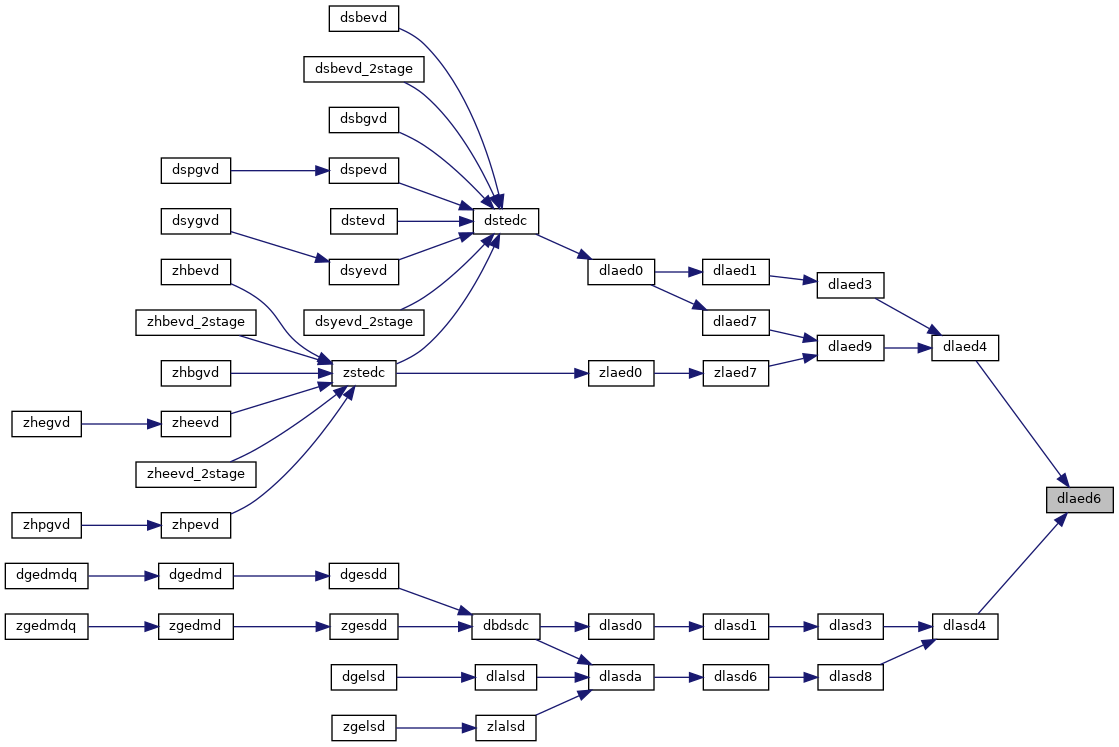 dsbevd
dsbevd_2stage
dsbgvd
dspgvd
dspevd
dsygvd
dstevd
dstedc
zhbevd
dsyevd
dlaed0
dlaed1
dlaed3
zhbevd_2stage
dsyevd_2stage
dlaed7
dlaed9
dlaed4
zhbgvd
zstedc
zlaed0
zlaed7
zhegvd
zheevd
zheevd_2stage
dlaed6
zhpgvd
zhpevd
dgedmdq
dgedmd
dgesdd
zgedmdq
zgedmd
zgesdd
dbdsdc
dlasd0
dlasd1
dlasd3
dlasd4
dgelsd
dlalsd
dlasda
dlasd6
dlasd8
zgelsd
zlalsd